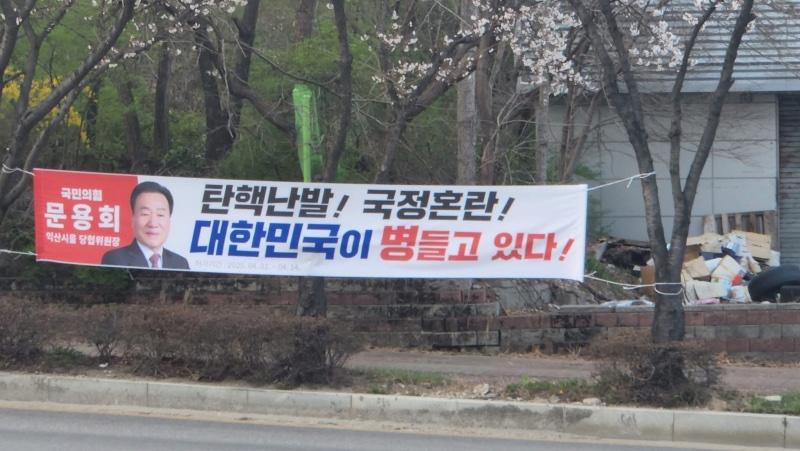 국민의힘
문용회
익산시을 당협위원장
탄핵난발! 국정혼란!
대한민국이 병들고 있다!